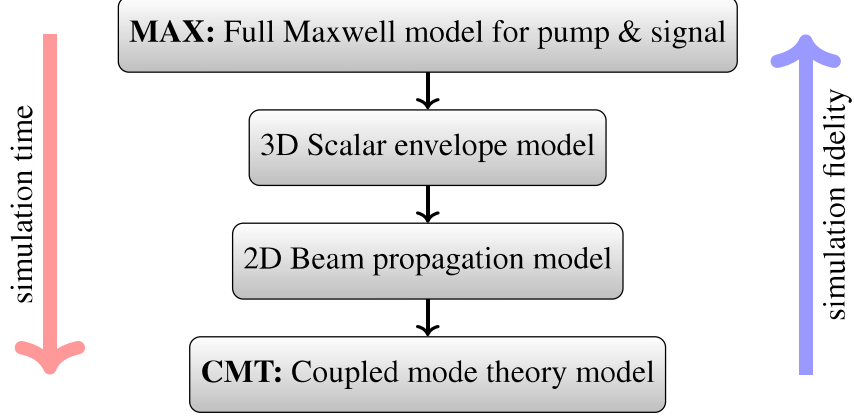 MAX: Full Maxwell model for pump & signal
3D Scalar envelope model
2D Beam propagation model
CMT: Coupled mode theory model
simulation time
simulation fidelity